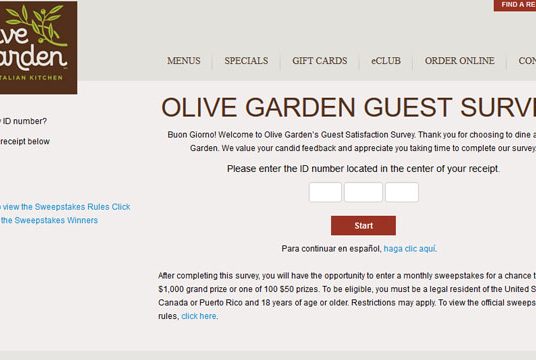 FIND A RE
ive
arden
TALIAN KITCHEN
MENUS SPECIALS GIFT CARDS eCLUB ORDER ONLINE CON
OLIVE GARDEN GUEST SURVE
ID number?
receipt below
Buon Giorno! Welcome to Olive Garden's Guest Satisfaction Survey. Thank you for choosing to dine a
Garden. We value your candid feedback and appreciate you taking time to complete our survey.
Please enter the ID number located in the center of your receipt.
Start
Para continuar en español, haga clic aquí.
o view the Sweepstakes Rules Click
the Sweepstakes Winners
After completing this survey, you will have the opportunity to enter a monthly sweepstakes for a chance t
$1,000 grand prize or one of 100 $50 prizes. To be eligible, you must be a legal resident of the United S
Canada or Puerto Rico and 18 years of age or older. Restrictions may apply. To view the official sweeps
rules, click here.